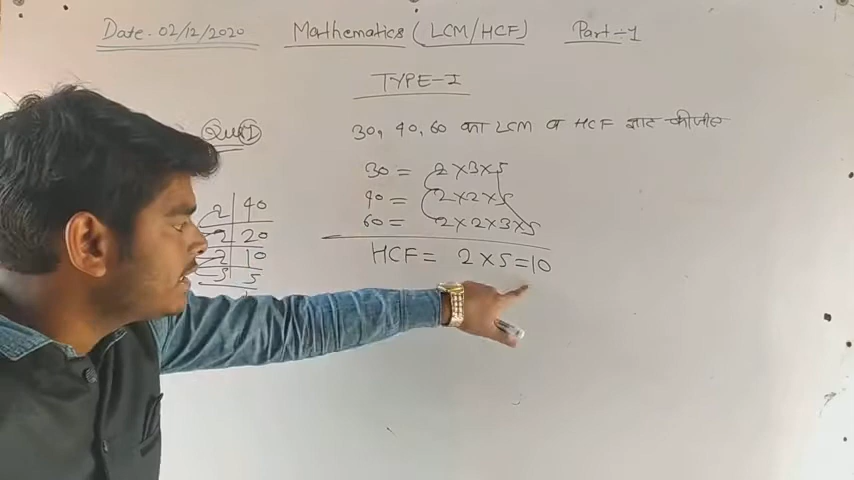 Date. 02/12/2020 Mathematics (LCM/HCF) Part-1
TYPE-I
Que ①
30, 40, 60 का LCM व HCF ज्ञात कीजिए
30 = 2×3×5
40 = 2×2×5
60 = 2×2×3×5
HCF = 2×5=10
2 | 40
2 | 20
2 | 10
5 | 5